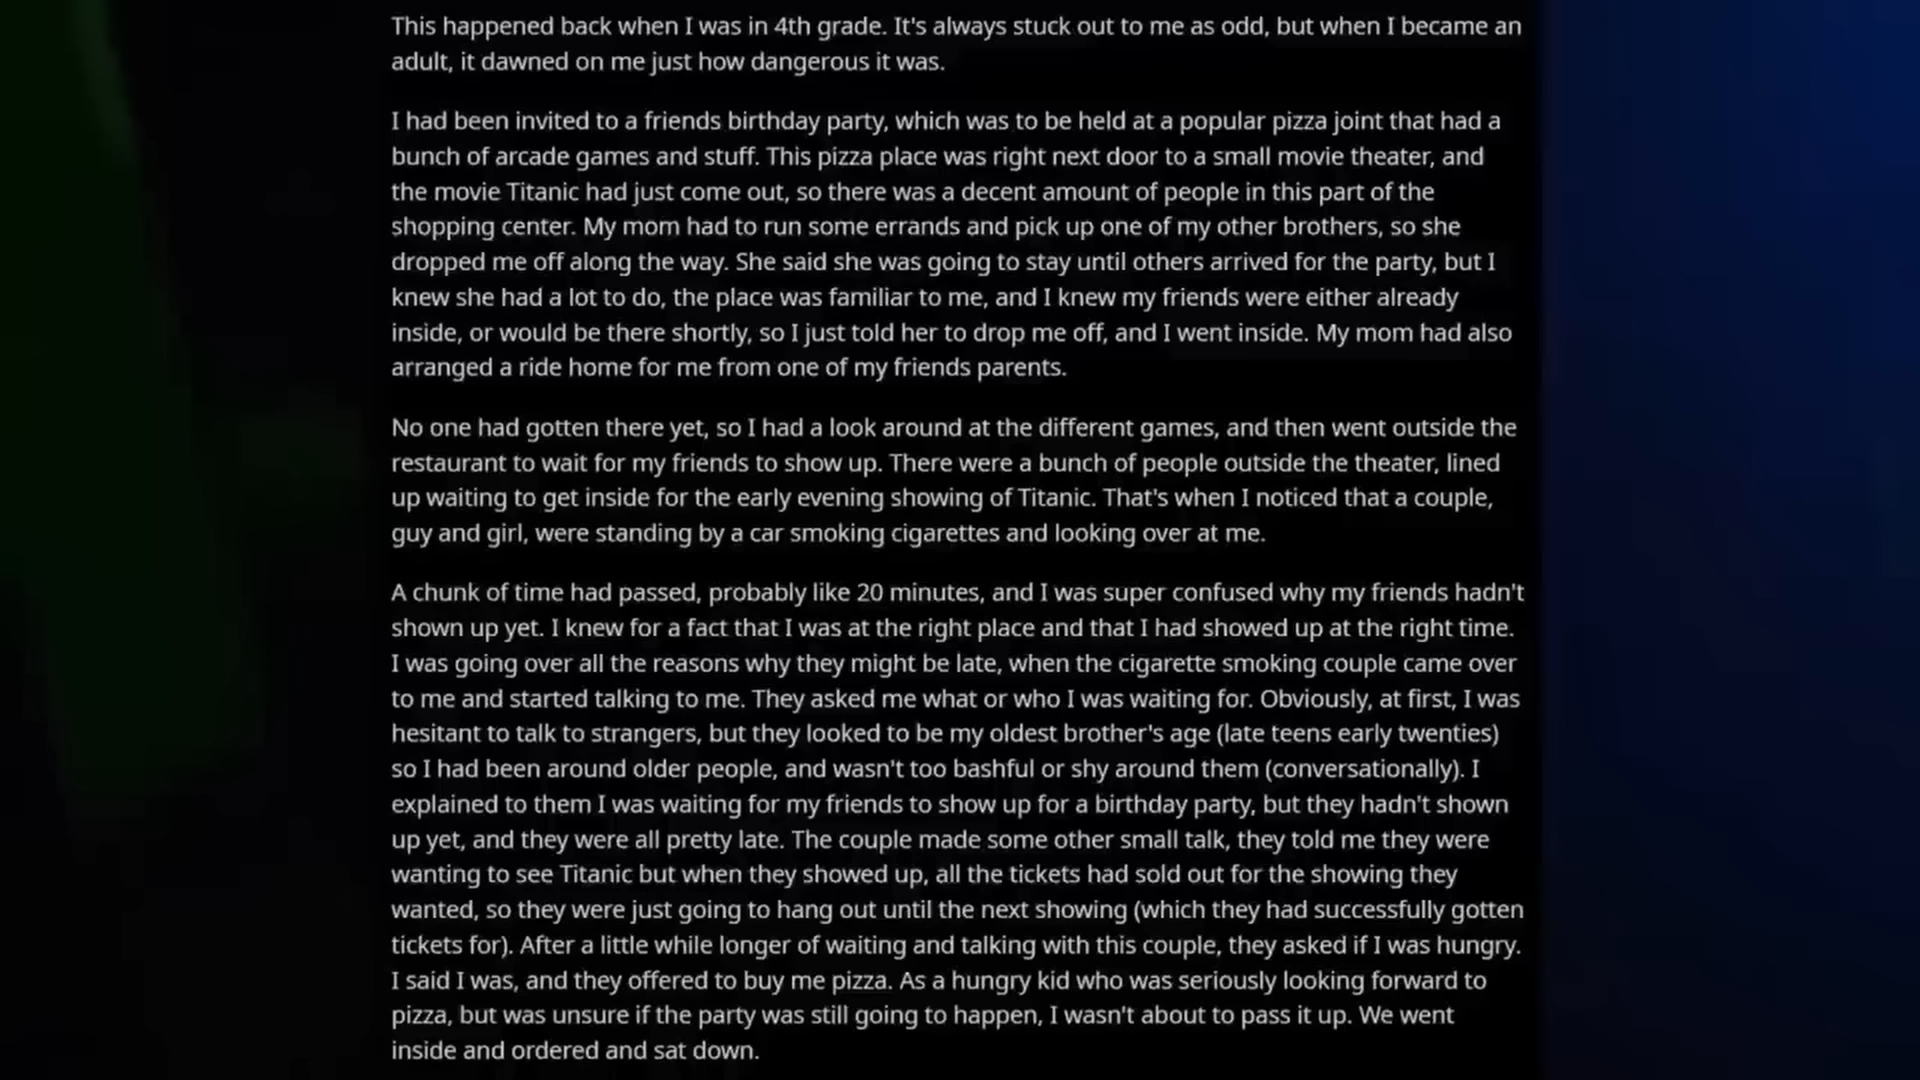 This happened back when I was in 4th grade. It's always stuck out to me as odd, but when I became an
adult, it dawned on me just how dangerous it was.
I had been invited to a friends birthday party, which was to be held at a popular pizza joint that had a
bunch of arcade games and stuff. This pizza place was right next door to a small movie theater, and
the movie Titanic had just come out, so there was a decent amount of people in this part of the
shopping center. My mom had to run some errands and pick up one of my other brothers, so she
dropped me off along the way. She said she was going to stay until others arrived for the party, but I
knew she had a lot to do, the place was familiar to me, and I knew my friends were either already
inside, or would be there shortly, so I just told her to drop me off, and I went inside. My mom had also
arranged a ride home for me from one of my friends parents.
No one had gotten there yet, so I had a look around at the different games, and then went outside the
restaurant to wait for my friends to show up. There were a bunch of people outside the theater, lined
up waiting to get inside for the early evening showing of Titanic. That's when I noticed that a couple,
guy and girl, were standing by a car smoking cigarettes and looking over at me.
A chunk of time had passed, probably like 20 minutes, and I was super confused why my friends hadn't
shown up yet. I knew for a fact that I was at the right place and that I had showed up at the right time.
I was going over all the reasons why they might be late, when the cigarette smoking couple came over
to me and started talking to me. They asked me what or who I was waiting for. Obviously, at first, I was
hesitant to talk to strangers, but they looked to be my oldest brother's age (late teens early twenties)
so I had been around older people, and wasn't too bashful or shy around them (conversationally). I
explained to them I was waiting for my friends to show up for a birthday party, but they hadn't shown
up yet, and they were all pretty late. The couple made some other small talk, they told me they were
wanting to see Titanic but when they showed up, all the tickets had sold out for the showing they
wanted, so they were just going to hang out until the next showing (which they had successfully gotten
tickets for). After a little while longer of waiting and talking with this couple, they asked if I was hungry.
I said I was, and they offered to buy me pizza. As a hungry kid who was seriously looking forward to
pizza, but was unsure if the party was still going to happen, I wasn't about to pass it up. We went
inside and ordered and sat down.